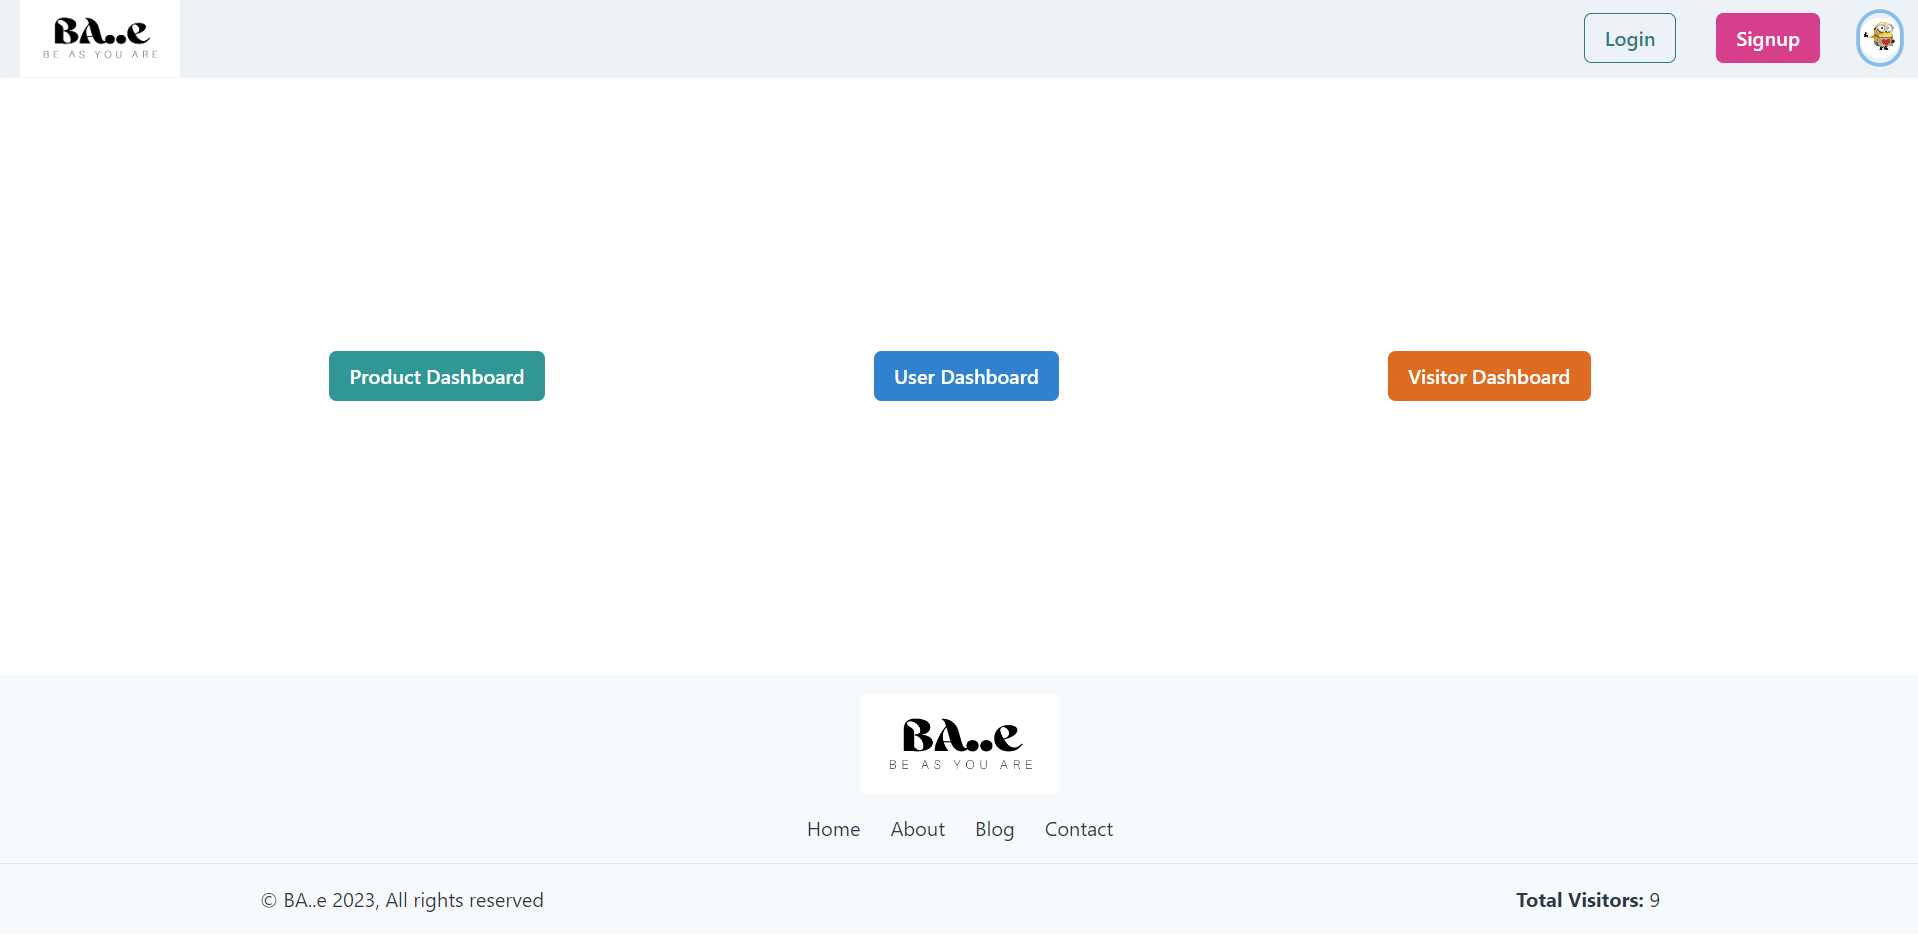 BA..e
BE AS YOU ARE
Login
Signup
Product Dashboard
User Dashboard
Visitor Dashboard
BA..e
BE AS YOU ARE
Home About Blog Contact
© BA..e 2023, All rights reserved
Total Visitors: 9